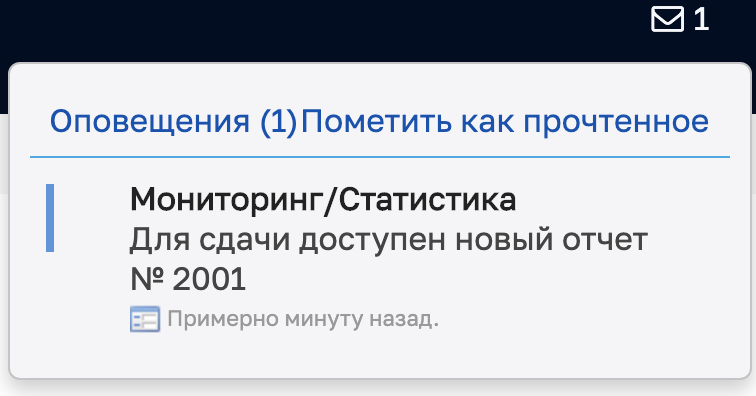 1
Оповещения (1)Пометить как прочтенное
Мониторинг/Статистика
Для сдачи доступен новый отчет
№ 2001
Примерно минуту назад.